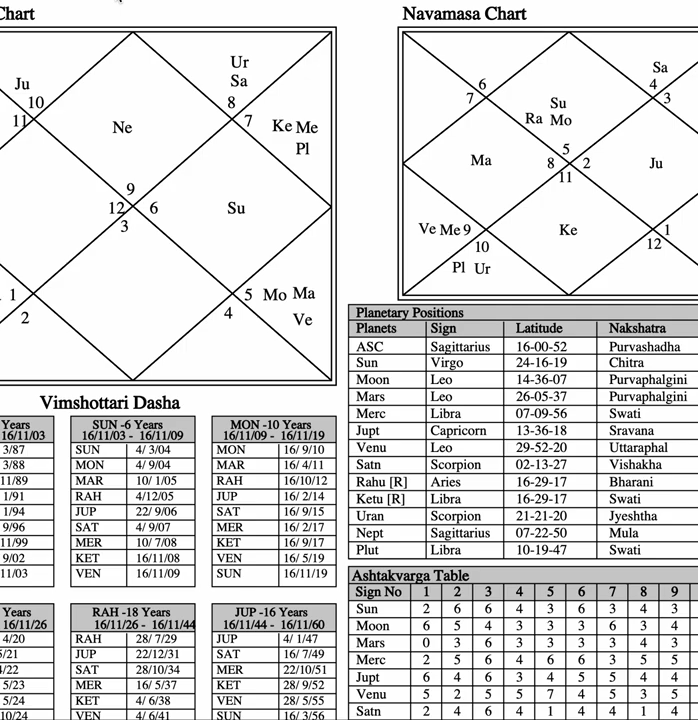 Chart
Ur
Ju
Sa
10
8
11
Ne
7
Ke Me
Pl
9
12
6
Su
3
1
5
Mo Ma
2
4
Ve
Navamasa Chart
Sa
6
4
7
3
Su
Ra Mo
5
Ma
8
2
Ju
11
Ve Me 9
Ke
1
10
12
Pl Ur
Vimshottari Dasha
Years
16/11/03
3/87
3/88
11/89
1/91
1/94
9/96
11/99
9/02
11/03
SUN -6 Years
16/11/03 - 16/11/09
SUN 4/ 3/04
MON 4/ 9/04
MAR 10/ 1/05
RAH 4/12/05
JUP 22/ 9/06
SAT 4/ 9/07
MER 10/ 7/08
KET 16/11/08
VEN 16/11/09
MON -10 Years
16/11/09 - 16/11/19
MON 16/ 9/10
MAR 16/ 4/11
RAH 16/10/12
JUP 16/ 2/14
SAT 16/ 9/15
MER 16/ 2/17
KET 16/ 9/17
VEN 16/ 5/19
SUN 16/11/19
Years
16/11/26
4/20
5/21
4/22
5/23
5/24
10/24
RAH -18 Years
16/11/26 - 16/11/44
RAH 28/ 7/29
JUP 22/12/31
SAT 28/10/34
MER 16/ 5/37
KET 4/ 6/38
VEN 4/ 6/41
JUP -16 Years
16/11/44 - 16/11/60
JUP 4/ 1/47
SAT 16/ 7/49
MER 22/10/51
KET 28/ 9/52
VEN 28/ 5/55
SUN 16/ 3/56
Planetary Positions
Planets Sign Latitude Nakshatra
ASC Sagittarius 16-00-52 Purvashadha
Sun Virgo 24-16-19 Chitra
Moon Leo 14-36-07 Purvaphalgini
Mars Leo 26-05-37 Purvaphalgini
Merc Libra 07-09-56 Swati
Jupt Capricorn 13-36-18 Sravana
Venu Leo 29-52-20 Uttaraphal
Satn Scorpion 02-13-27 Vishakha
Rahu [R] Aries 16-29-17 Bharani
Ketu [R] Libra 16-29-17 Swati
Uran Scorpion 21-21-20 Jyeshtha
Nept Sagittarius 07-22-50 Mula
Plut Libra 10-19-47 Swati
Ashtakvarga Table
Sign No 1 2 3 4 5 6 7 8 9
Sun 2 6 6 4 3 6 3 4 3
Moon 6 5 4 3 3 3 6 3 4
Mars 0 3 6 3 3 3 3 4 3
Merc 2 5 6 4 6 6 3 5 5
Jupt 6 4 6 3 4 5 5 4 4
Venu 5 2 5 5 7 4 5 3 5
Satn 2 4 6 4 1 4 4 1 4